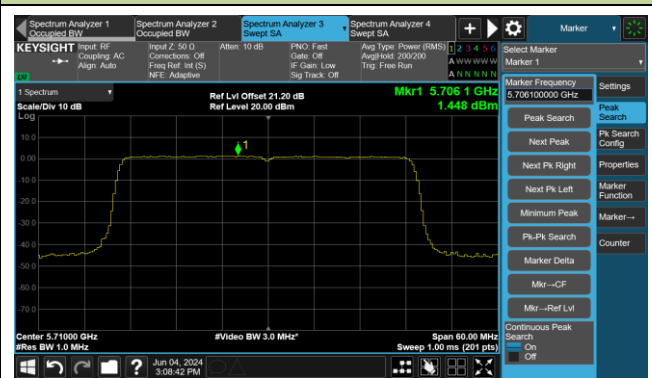 Spectrum Analyzer 1
Occupied BW
Spectrum Analyzer 2
Occupied BW
Spectrum Analyzer 3
Swept SA
Spectrum Analyzer 4
Swept SA
Marker
KEYSIGHT
Input: RF
Coupling: AC
Align: Auto
Input Z: 50 Ω
Corrections: Off
Freq Ref: Int (S)
NFE: Adaptive
Atten: 10 dB
PNO: Fast
Gate: Off
IF Gain: Low
Sig Track: Off
Avg Type: Power (RMS)
Avg|Hold: 200/200
Trig: Free Run
1 2 3 4 5 6
A W W W W W
A N N N N N
Select Marker
Marker 1
1 Spectrum
Scale/Div 10 dB
Log
Ref Lvl Offset 21.20 dB
Ref Level 20.00 dBm
Mkr1 5.706 1 GHz
1.448 dBm
10.0
0.00
-10.0
-20.0
-30.0
-40.0
-50.0
-60.0
-70.0
1
Center 5.71000 GHz
#Res BW 1.0 MHz
#Video BW 3.0 MHz*
Span 60.00 MHz
Sweep 1.00 ms (201 pts)
Jun 04, 2024
3:08:42 PM
Marker Frequency
5.706100000 GHz
Peak Search
Next Peak
Next Pk Right
Next Pk Left
Minimum Peak
Pk-Pk Search
Marker Delta
Mkr→CF
Mkr→Ref Lvl
Continuous Peak
Search
On
Off
Settings
Peak
Search
Pk Search
Config
Properties
Marker
Function
Marker→
Counter